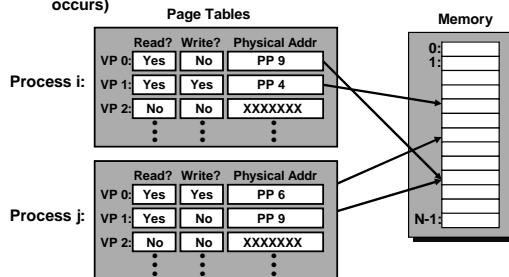 occurs)
Page Tables
Memory
Process i:
Read? Write? Physical Addr
VP 0: Yes No PP 9
VP 1: Yes Yes PP 4
VP 2: No No XXXXXXX
0:
1:
N-1:
Process j:
Read? Write? Physical Addr
VP 0: Yes Yes PP 6
VP 1: Yes No PP 9
VP 2: No No XXXXXXX